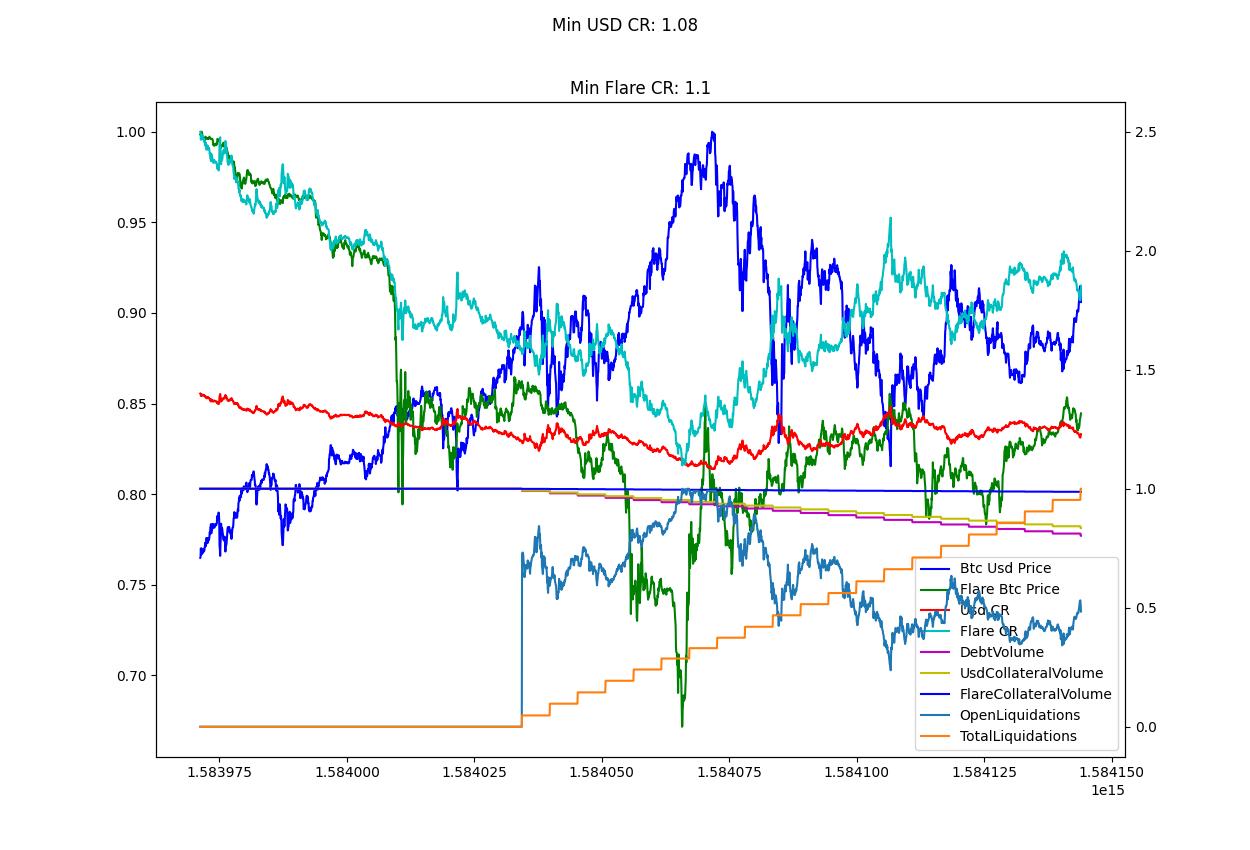 Min USD CR: 1.08
Min Flare CR: 1.1
1.00
0.95
0.90
0.85
0.80
0.75
0.70
2.5
2.0
1.5
1.0
0.5
0.0
Btc Usd Price
Flare Btc Price
Usd CR
Flare CR
DebtVolume
UsdCollateralVolume
FlareCollateralVolume
OpenLiquidations
TotalLiquidations
1.583975 1.584000 1.584025 1.584050 1.584075 1.584100 1.584125 1.584150
1e15